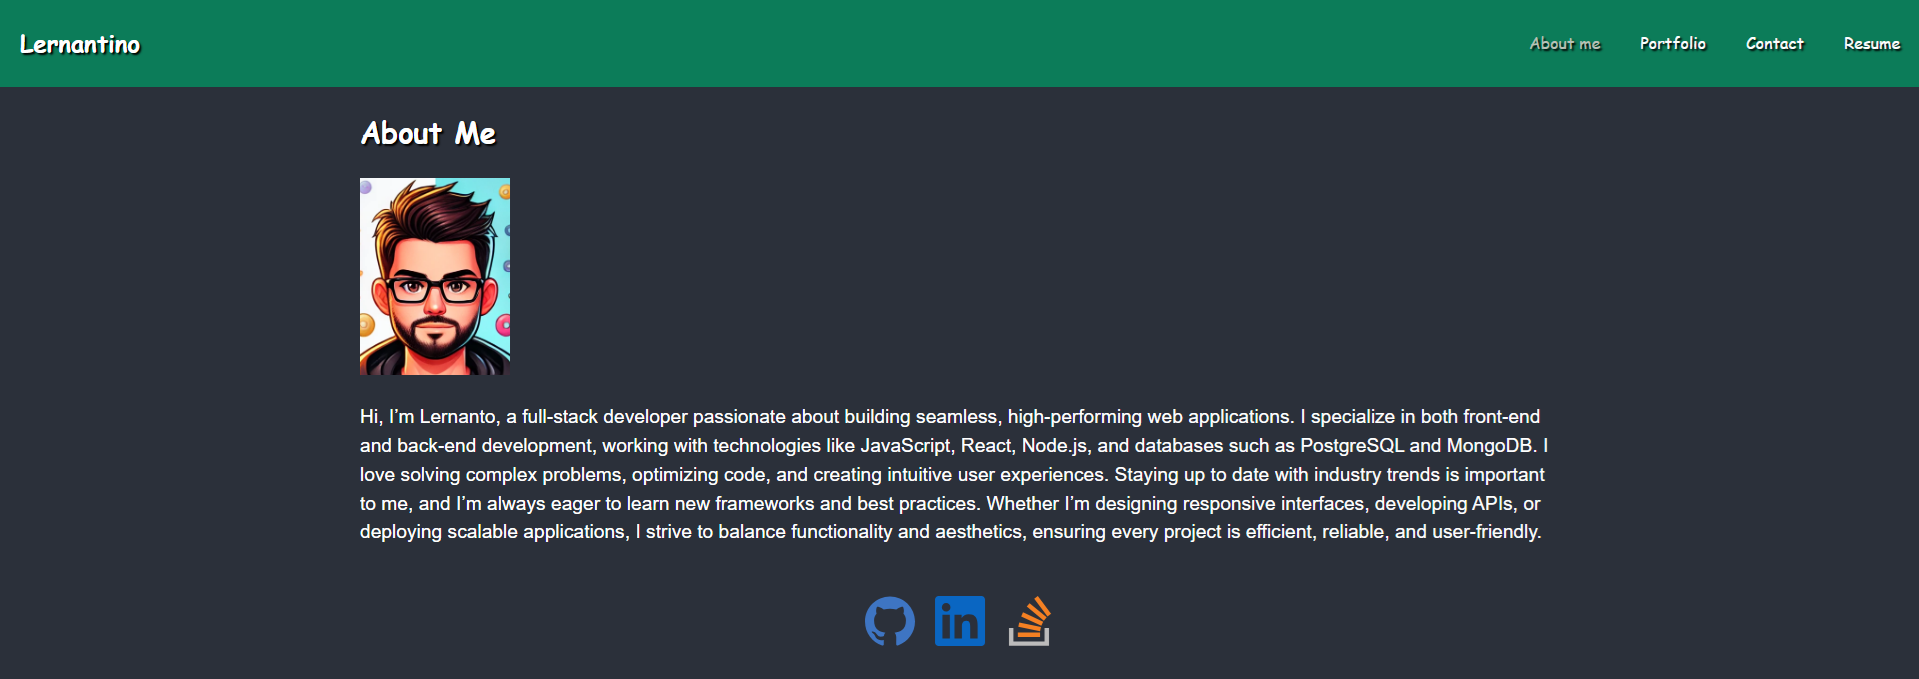 Lernantino
About me
Portfolio
Contact
Resume
About Me
Hi, I’m Lernanto, a full-stack developer passionate about building seamless, high-performing web applications. I specialize in both front-end
and back-end development, working with technologies like JavaScript, React, Node.js, and databases such as PostgreSQL and MongoDB. I
love solving complex problems, optimizing code, and creating intuitive user experiences. Staying up to date with industry trends is important
to me, and I’m always eager to learn new frameworks and best practices. Whether I’m designing responsive interfaces, developing APIs, or
deploying scalable applications, I strive to balance functionality and aesthetics, ensuring every project is efficient, reliable, and user-friendly.
in